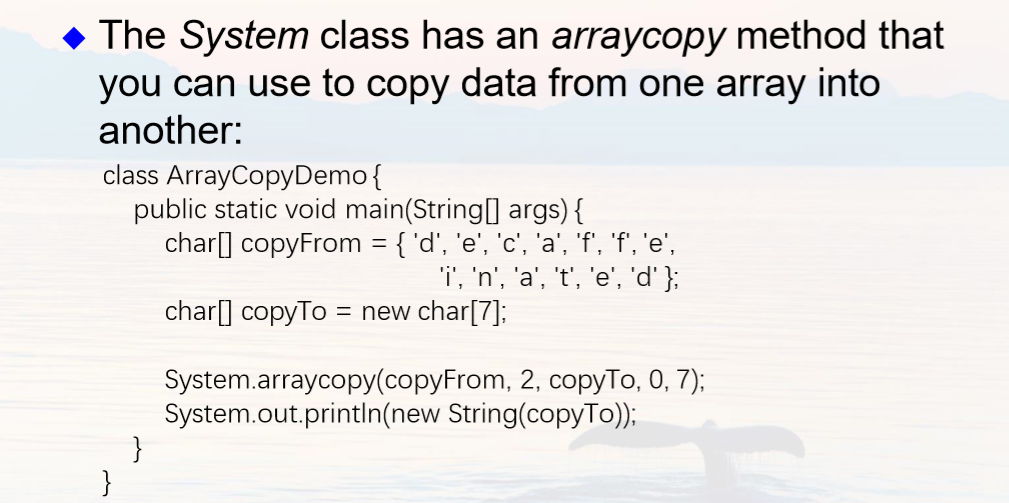 The System class has an arraycopy method that
you can use to copy data from one array into
another:
class ArrayCopyDemo {
public static void main(String[] args) {
char[] copyFrom = { 'd', 'e', 'c', 'a', 'f', 'f', 'e',
'i', 'n', 'a', 't', 'e', 'd' };
char[] copyTo = new char[7];
System.arraycopy(copyFrom, 2, copyTo, 0, 7);
System.out.println(new String(copyTo));
}
}